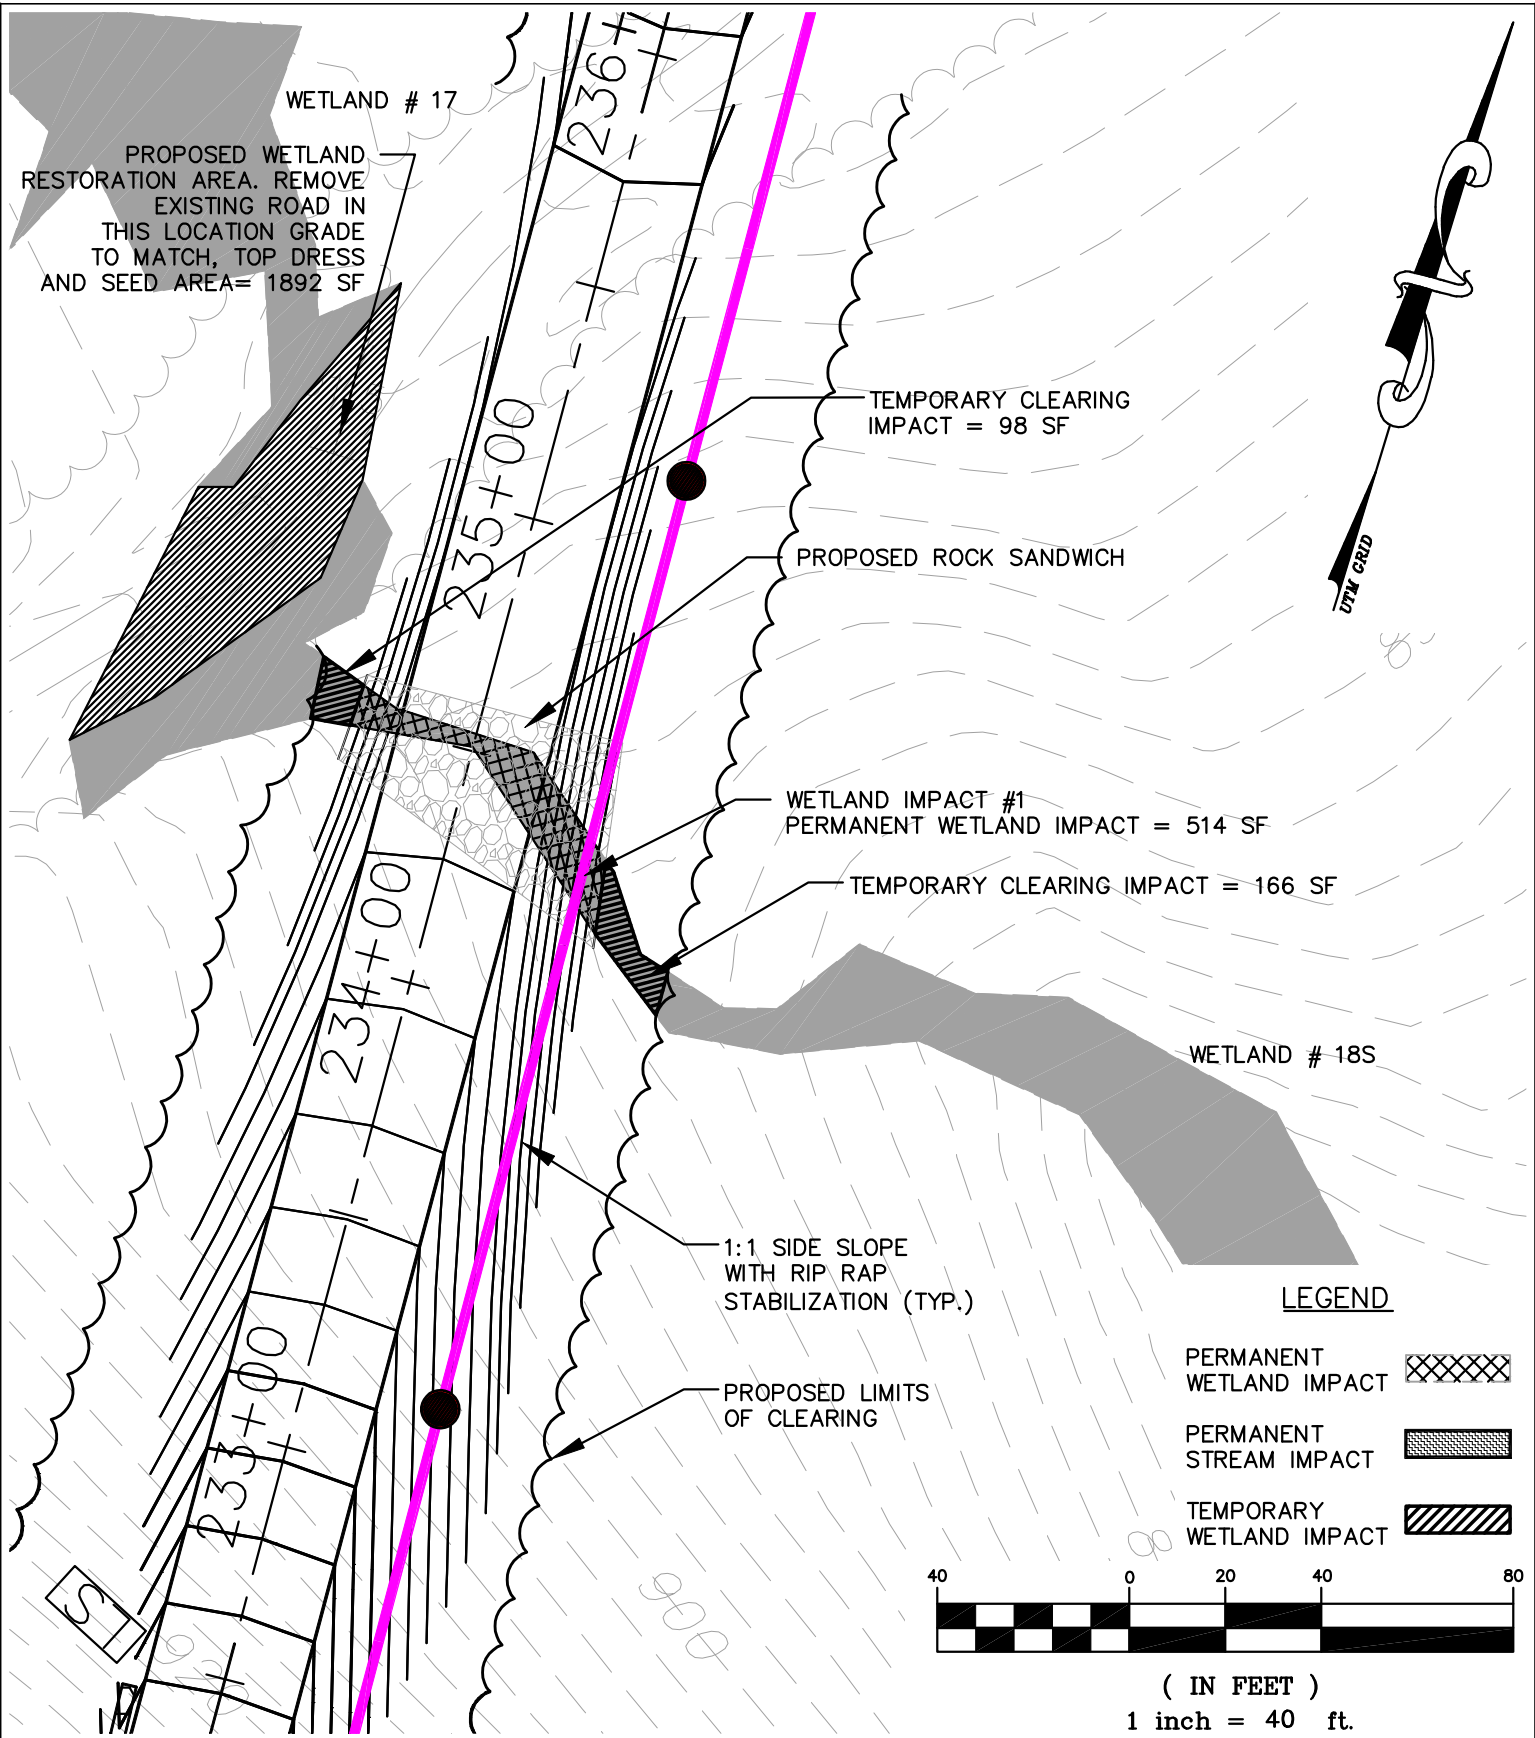 WETLAND # 17
PROPOSED WETLAND
RESTORATION AREA. REMOVE
EXISTING ROAD IN
THIS LOCATION GRADE
TO MATCH, TOP DRESS
AND SEED AREA= 1892 SF
236+
TEMPORARY CLEARING
IMPACT = 98 SF
235+00
PROPOSED ROCK SANDWICH
UTM GRID
WETLAND IMPACT #1
PERMANENT WETLAND IMPACT = 514 SF
TEMPORARY CLEARING IMPACT = 166 SF
234+00
WETLAND # 18S
1:1 SIDE SLOPE
WITH RIP RAP
STABILIZATION (TYP.)
233+00
PROPOSED LIMITS
OF CLEARING
900
LEGEND
PERMANENT
WETLAND IMPACT
PERMANENT
STREAM IMPACT
TEMPORARY
WETLAND IMPACT
40 0 20 40 80
( IN FEET )
1 inch = 40 ft.